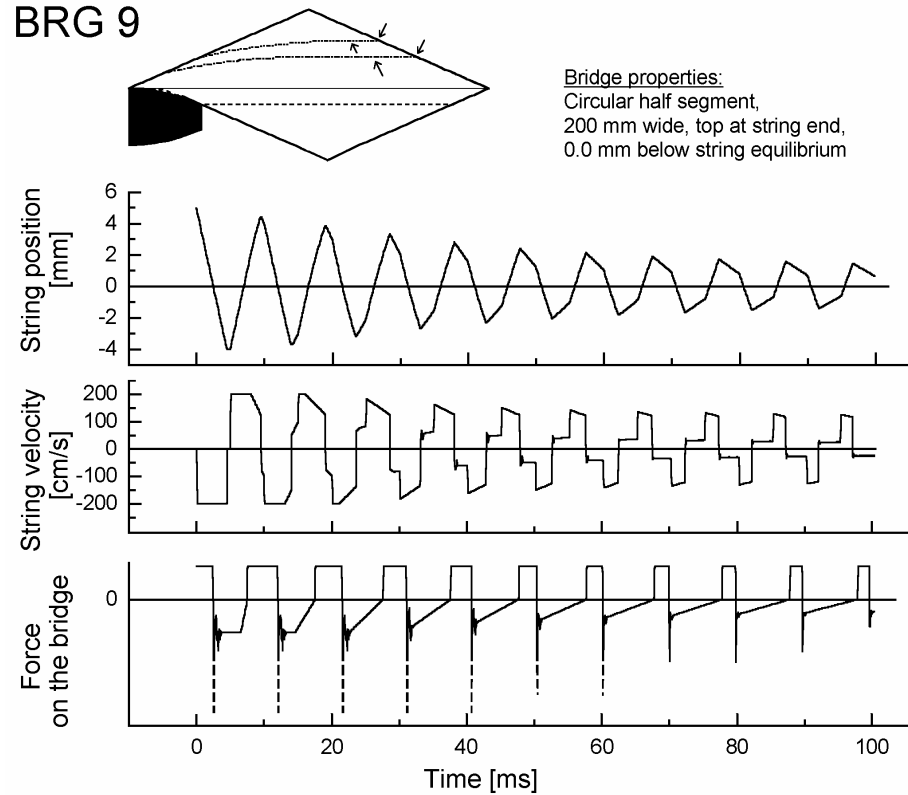 BRG 9
Bridge properties:
Circular half segment,
200 mm wide, top at string end,
0.0 mm below string equilibrium
String position
[mm]
6
4
2
0
-2
-4
String velocity
[cm/s]
200
100
0
-100
-200
Force
on the bridge
0
0
20
40
60
80
100
Time [ms]